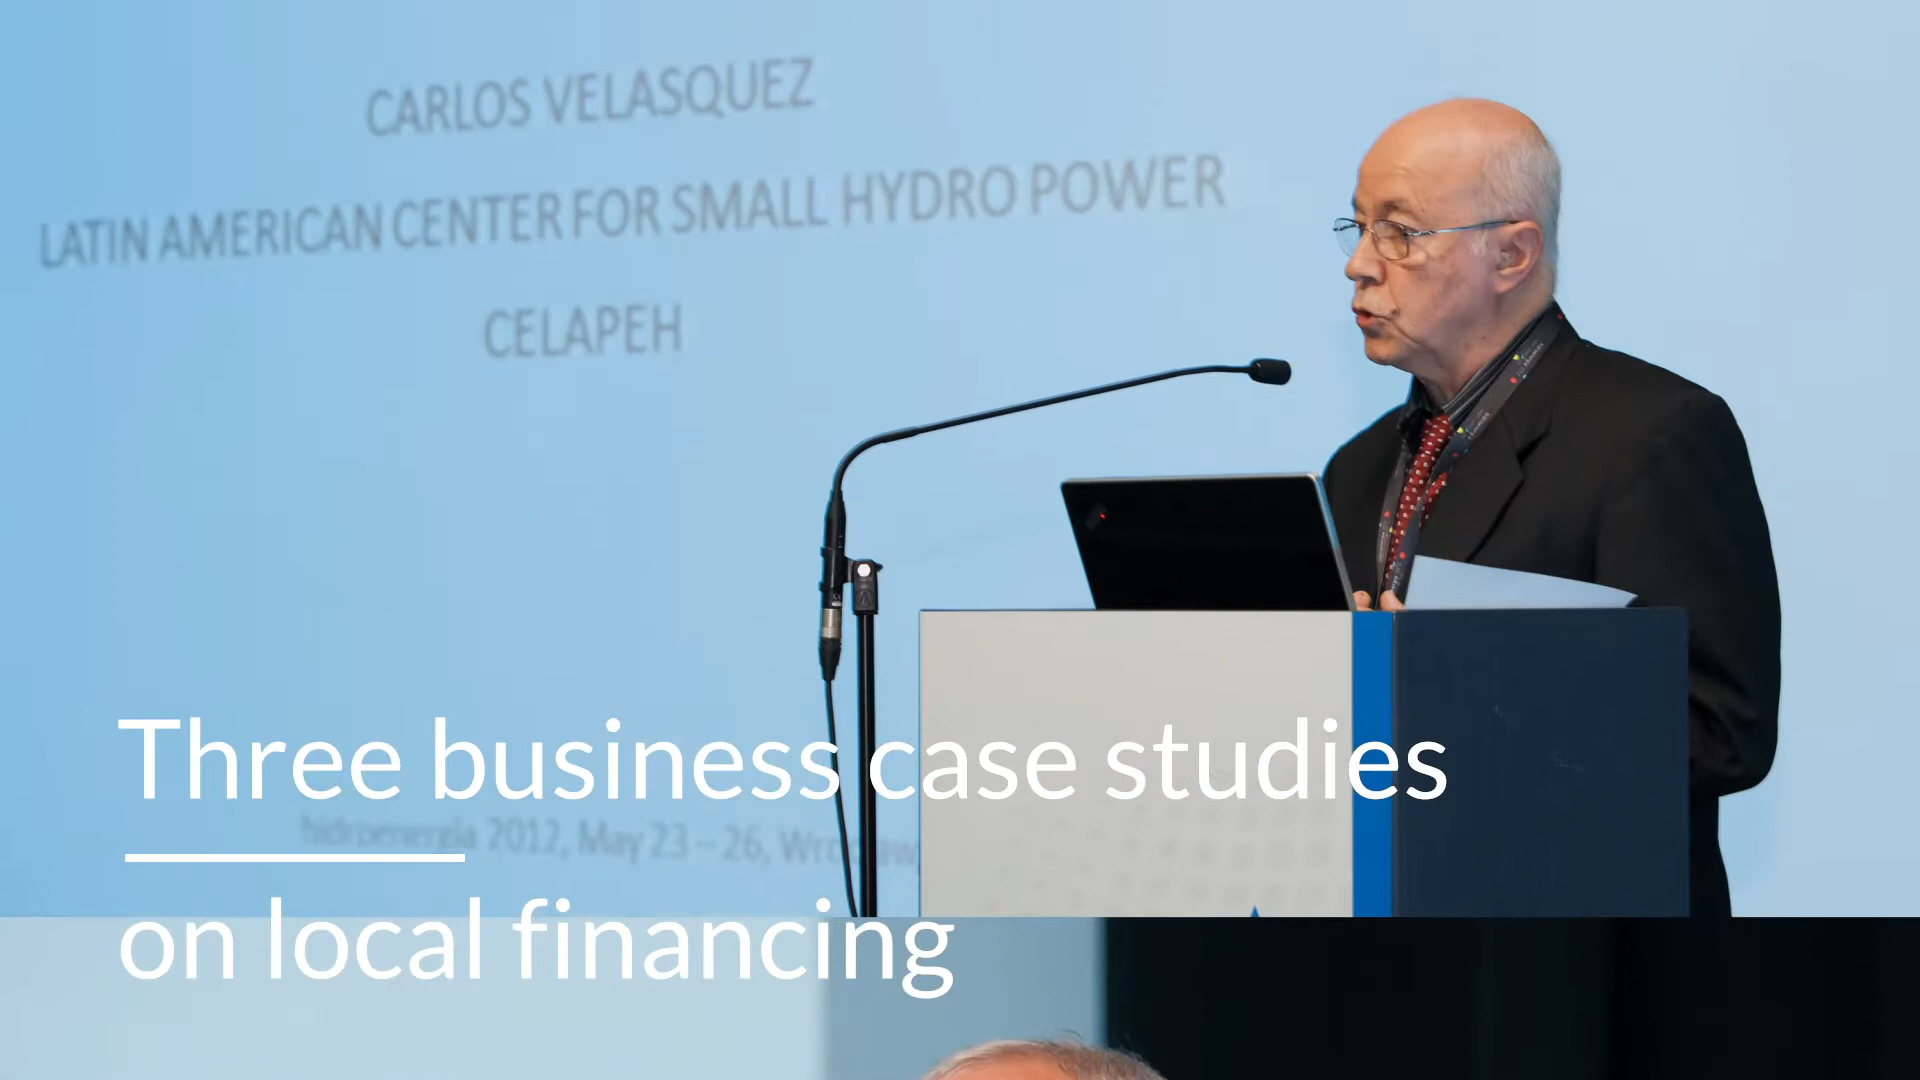 CARLOS VELASQUEZ
LATIN AMERICAN CENTER FOR SMALL HYDRO POWER
CELAPEH
Three business case studies
hidroenergia 2012, May 23 – 26,
on local financing